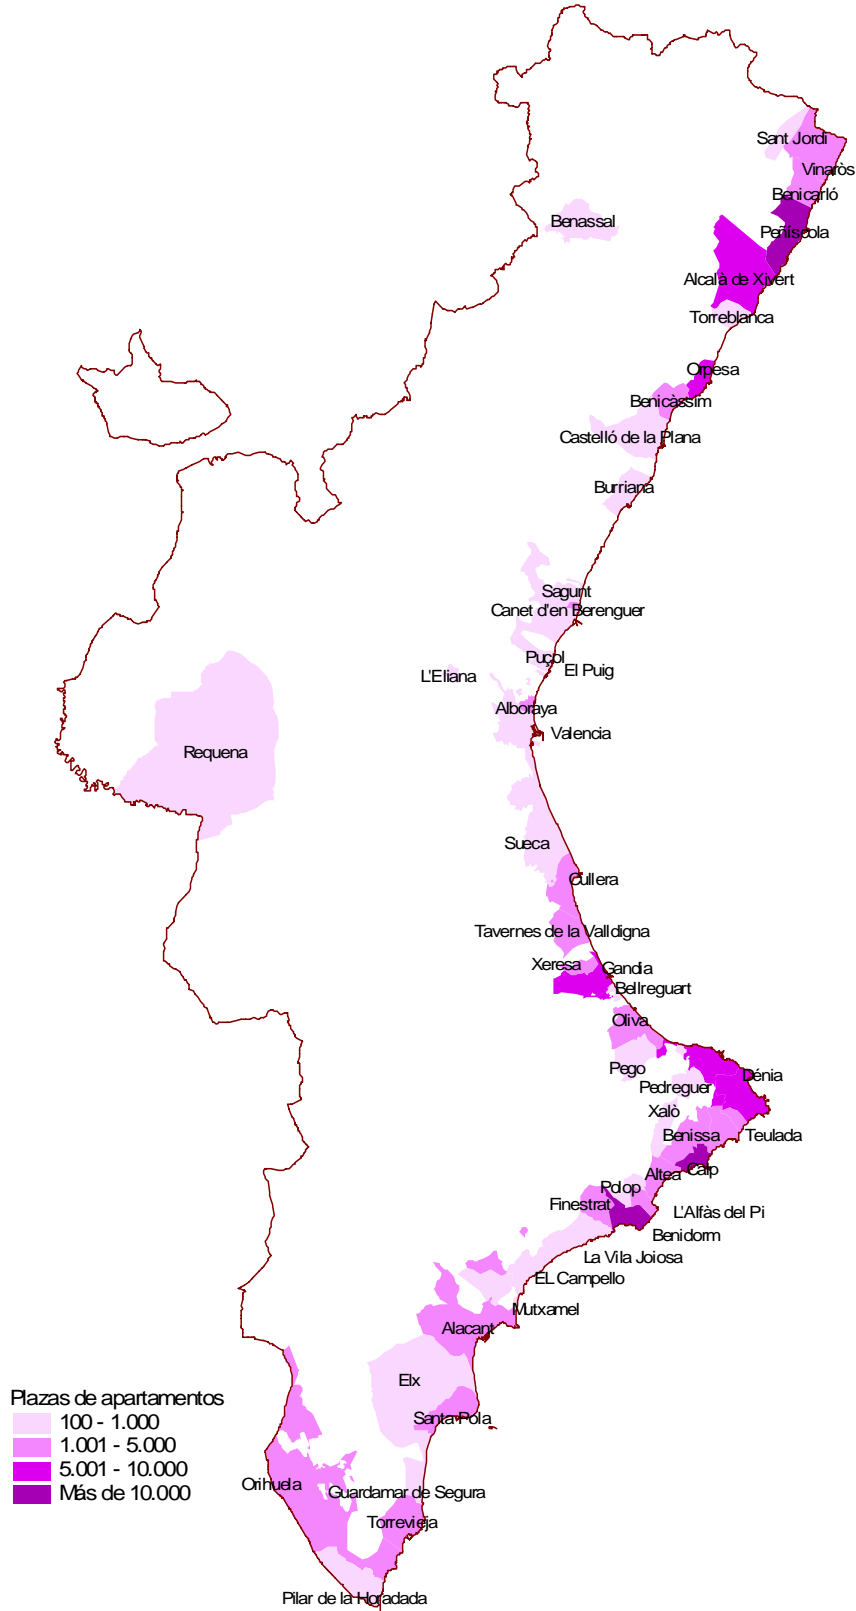 Sant Jordi
Vinaròs
Benicarló
Benassal
Peñíscola
Alcalà de Xivert
Torreblanca
Orpesa
Benicàssim
Castelló de la Plana
Burriana
Sagunt
Canet d'en Berenguer
Puçol
El Puig
L'Eliana
Alboraya
Valencia
Requena
Sueca
Cullera
Tavernes de la Valldigna
Xeresa
Gandia
Bellreguart
Oliva
Pego
Dénia
Pedreguer
Xalò
Benissa
Teulada
Calp
Altea
Polop
Finestrat
L'Alfàs del Pi
Benidorm
La Vila Joiosa
EL Campello
Mutxamel
Alacant
Elx
Plazas de apartamentos
100 - 1.000
1.001 - 5.000
5.001 - 10.000
Más de 10.000
Santa Pola
Orihuela
Guardamar de Segura
Torrevieja
Pilar de la Horadada